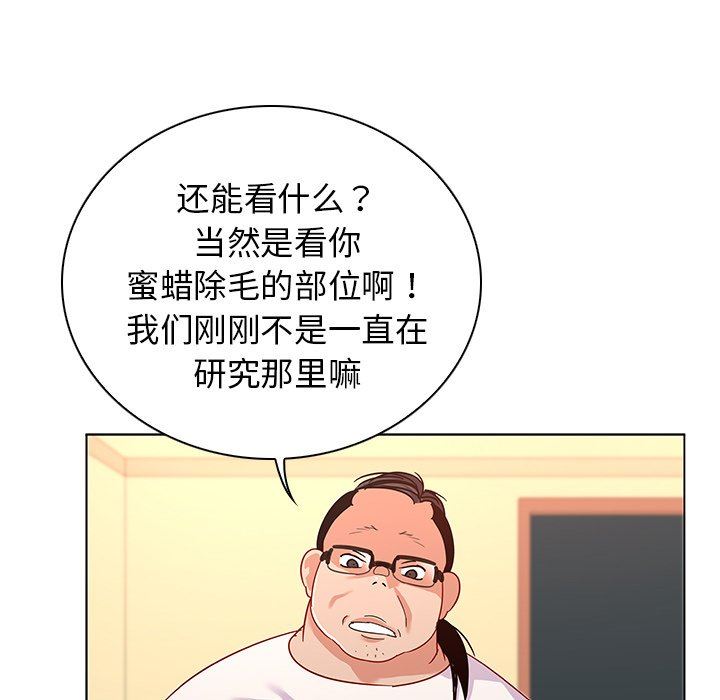 还能看什么？
当然是看你
蜜蜡除毛的部位啊！
我们刚刚不是一直在
研究那里嘛